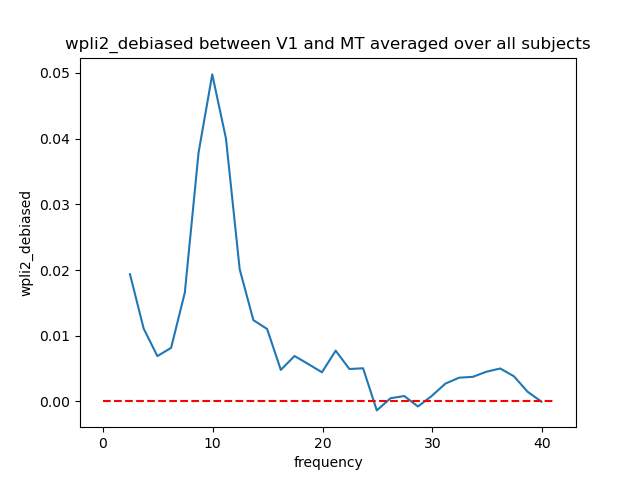 wpli2_debiased between V1 and MT averaged over all subjects
0.05
0.04
0.03
0.02
0.01
0.00
wpli2_debiased
0 10 20 30 40
frequency